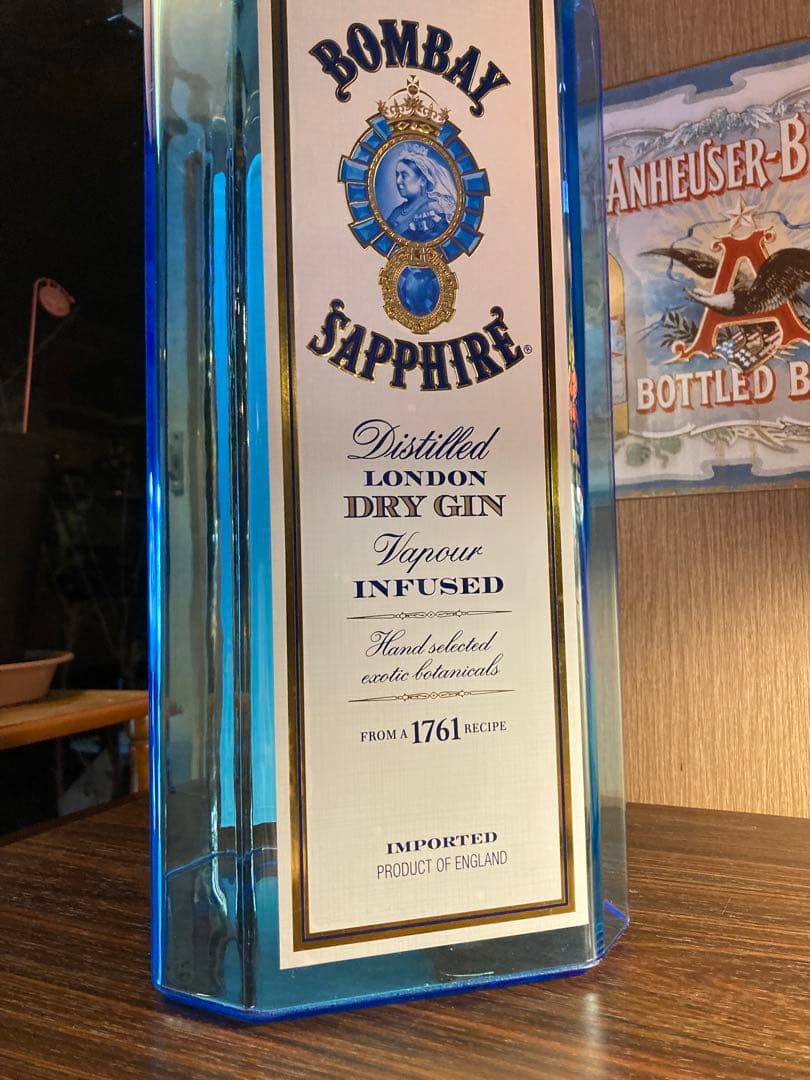 BOMBAY
SAPPHIRE®
Distilled
LONDON
DRY GIN
Vapour
INFUSED
Hand selected
exotic botanicals
FROM A 1761 RECIPE
IMPORTED
PRODUCT OF ENGLAND
ANHEUSER-B
A
BOTTLED B